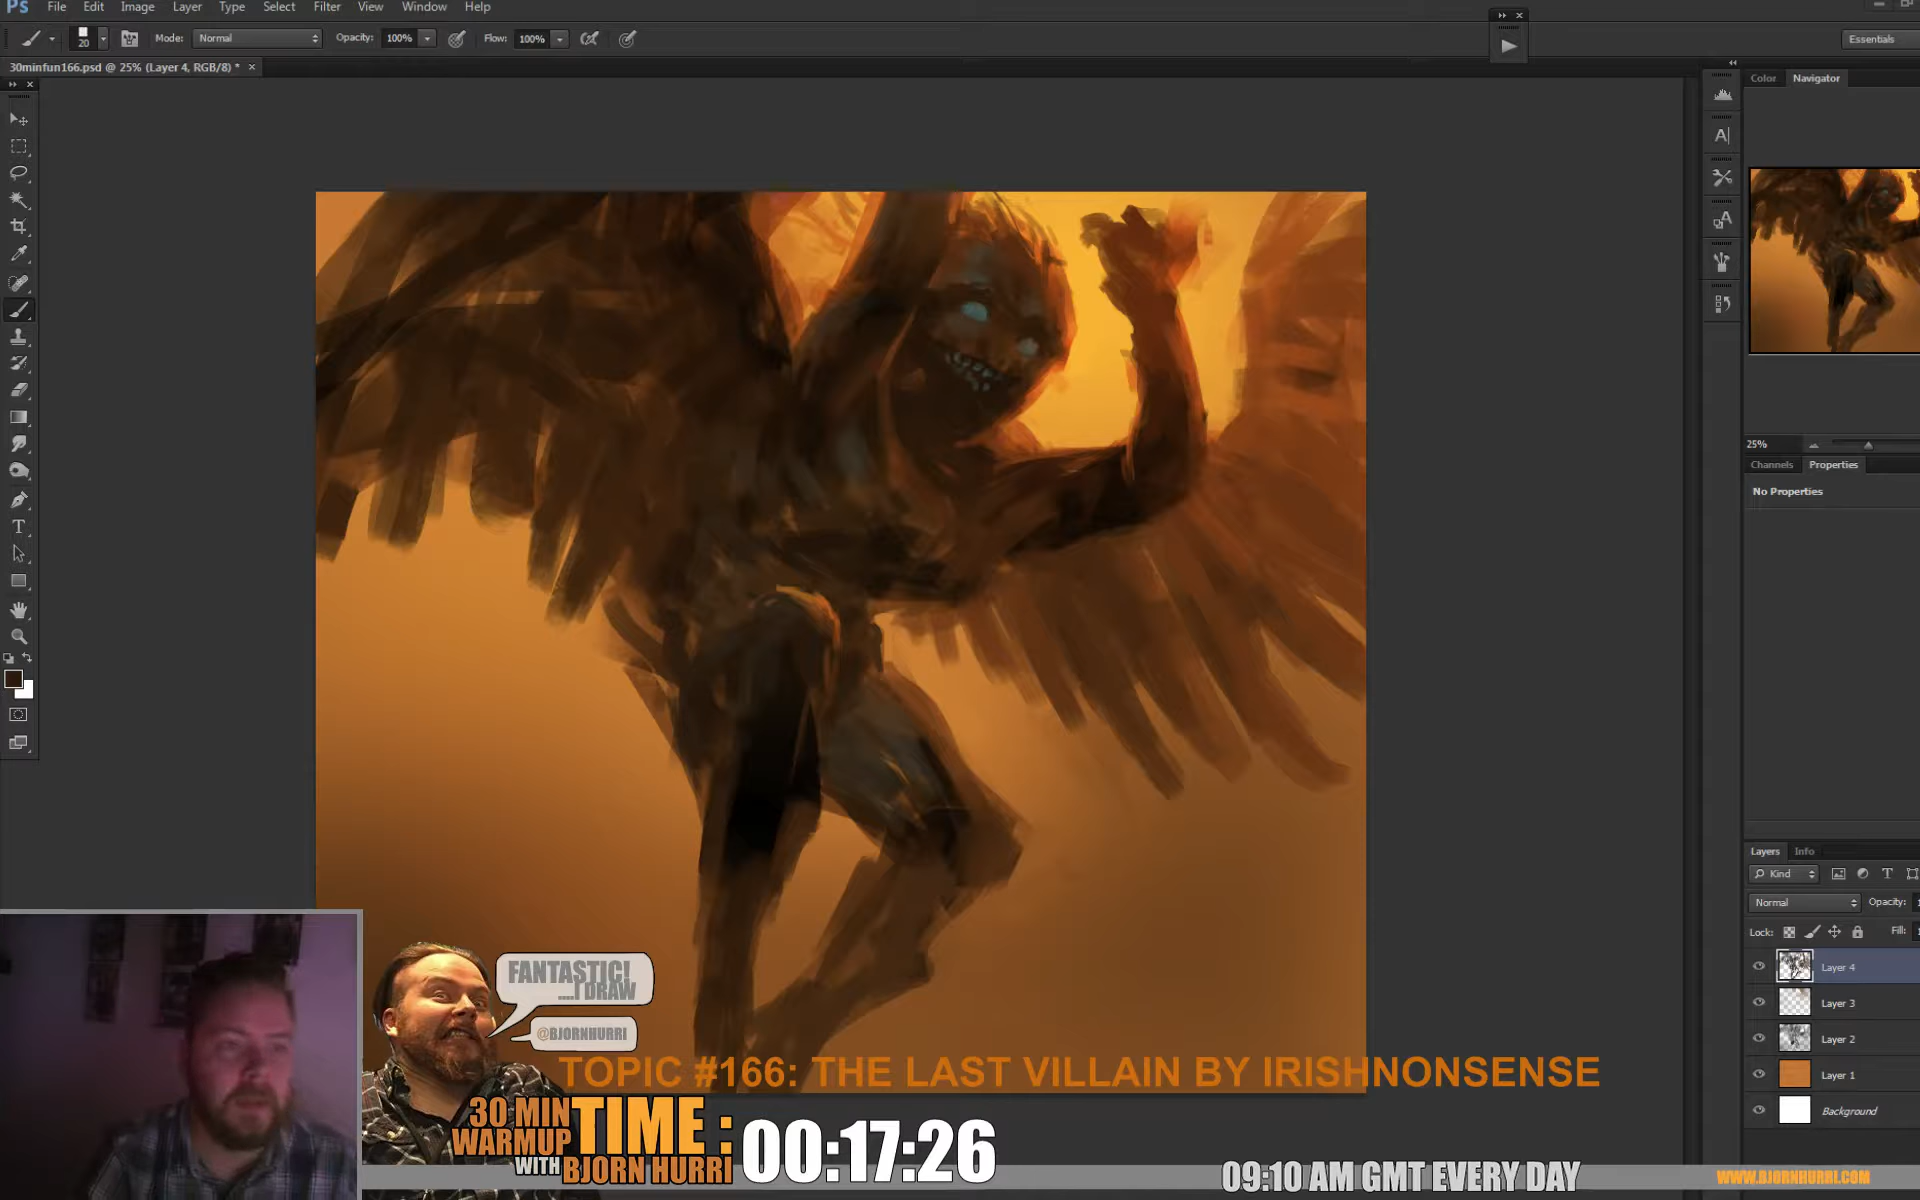 Ps File Edit Image Layer Type Select Filter View Window Help
20 Mode: Normal Opacity: 100% Flow: 100% Essentials
30minfun166.psd @ 25% (Layer 4, RGB/8) *
Color Navigator
25%
Channels Properties
No Properties
Layers Info
Kind
Normal Opacity:
Lock: Fill:
Layer 4
Layer 3
Layer 2
Layer 1
Background
FANTASTIC!
....I DRAW
@BJORNHURRI
TOPIC #166: THE LAST VILLAIN BY IRISHNONSENSE
30 MIN
WARMUP
WITH BJORN HURRI
TIME:
00:17:26
09:10 AM GMT EVERY DAY
WWW.BJORNHURRI.COM